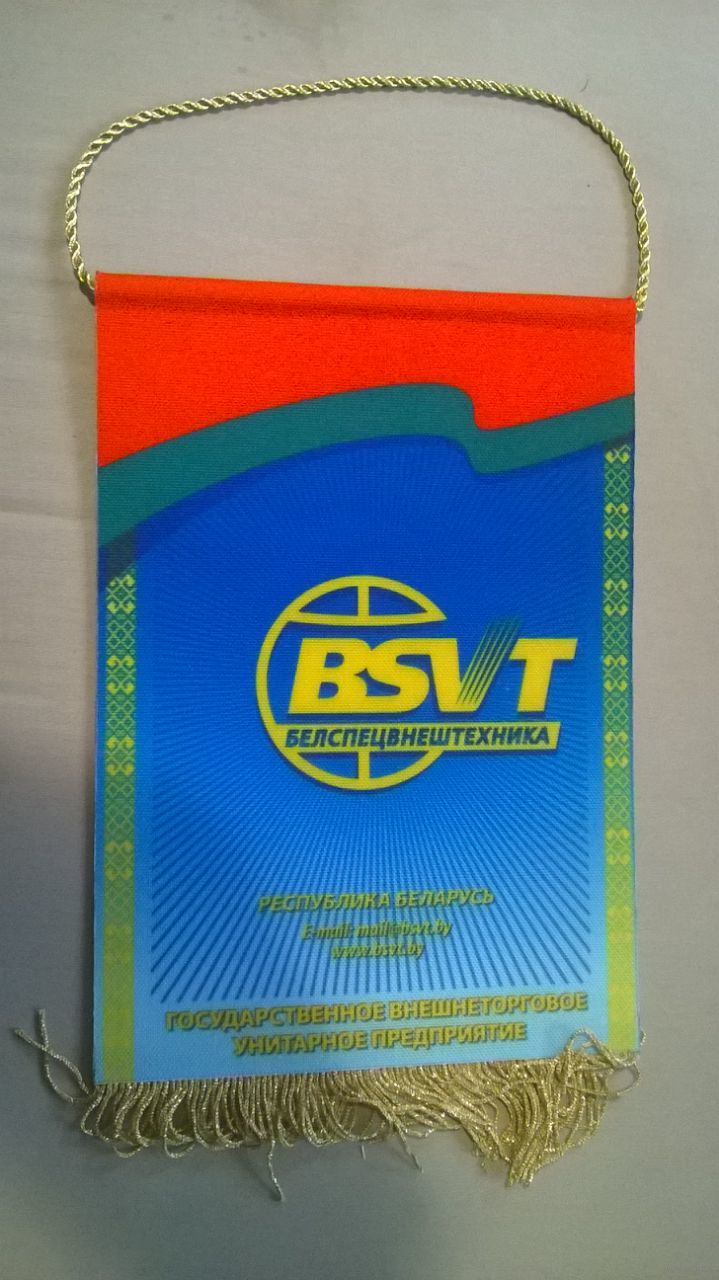 BSVT
БЕЛСПЕЦВНЕШТЕХНИКА
РЕСПУБЛИКА БЕЛАРУСЬ
E-mail: mail@bsvt.by
www.bsvt.by
ГОСУДАРСТВЕННОЕ ВНЕШНЕТОРГОВОЕ
УНИТАРНОЕ ПРЕДПРИЯТИЕ